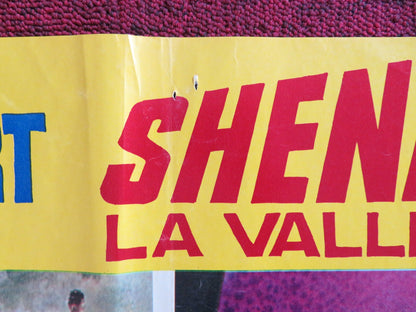 RT SHEN
LA VALL